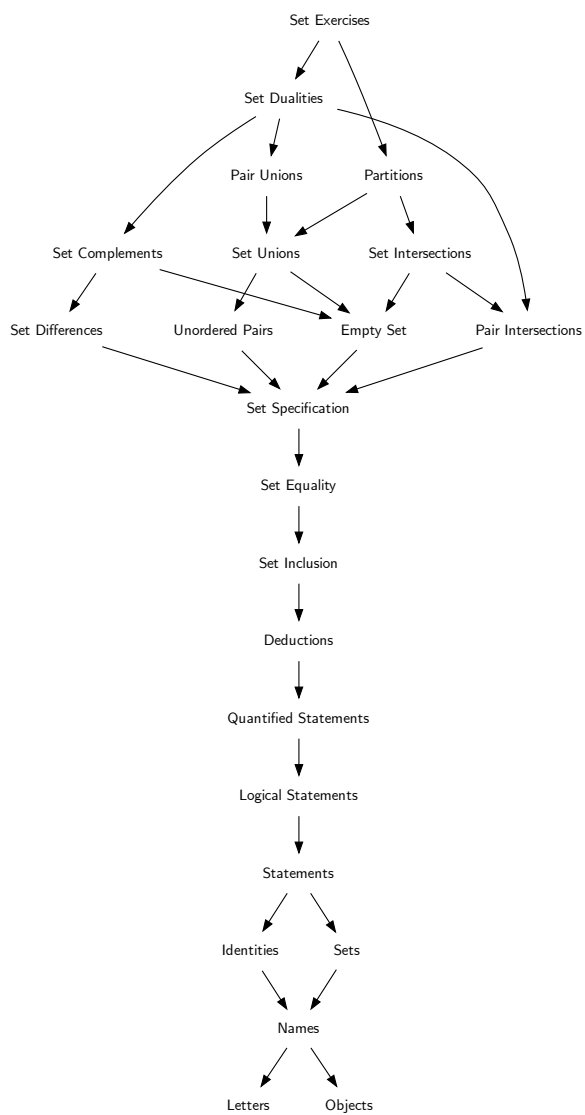 Set Exercises
Set Dualities
Pair Unions
Partitions
Set Complements
Set Unions
Set Intersections
Set Differences
Unordered Pairs
Empty Set
Pair Intersections
Set Specification
Set Equality
Set Inclusion
Deductions
Quantified Statements
Logical Statements
Statements
Identities
Sets
Names
Letters
Objects